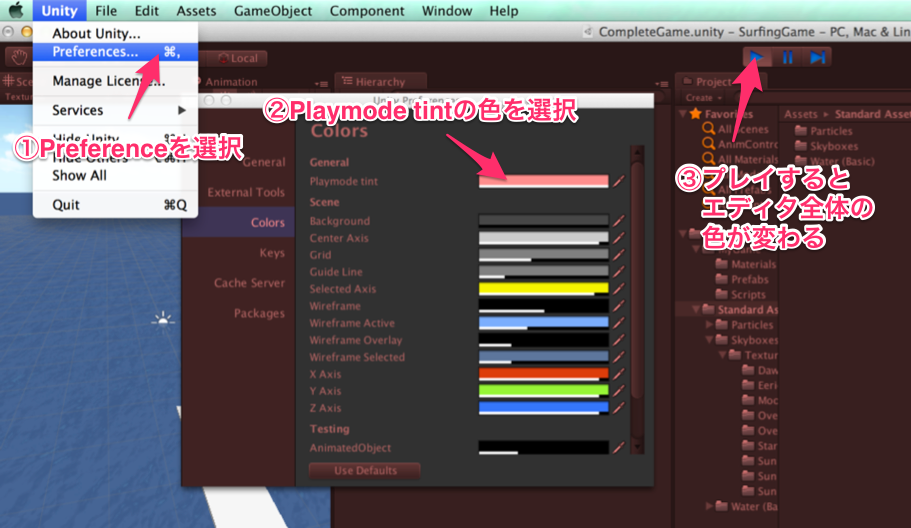 Unity File Edit Assets GameObject Component Window Help
About Unity...
Preferences... ⌘,
Manage License...
Services
Hide Unity
Hide Others
Show All
Quit ⌘Q
①Preferenceを選択
CompleteGame.unity – SurfingGame – PC, Mac & Lin
Local
Animation
Hierarchy
②Playmode tintの色を選択
Colors
General
External Tools
Colors
Keys
Cache Server
Packages
General
Playmode tint
Scene
Background
Center Axis
Grid
Guide Line
Selected Axis
Wireframe
Wireframe Active
Wireframe Overlay
Wireframe Selected
X Axis
Y Axis
Z Axis
Testing
AnimatedObject
Use Defaults
Project
Create
Favorites
All Scenes
AnimContro
All Materials
Assets Standard Asset
Particles
Skyboxes
Water (Basic)
③プレイすると
エディタ全体の
色が変わる
Materials
Prefabs
Scripts
Standard As
Particles
Skyboxes
Textur
Daw
Eeri
Moo
Ove
Ove
Star
Sun
Sun
Sun
Water (Ba